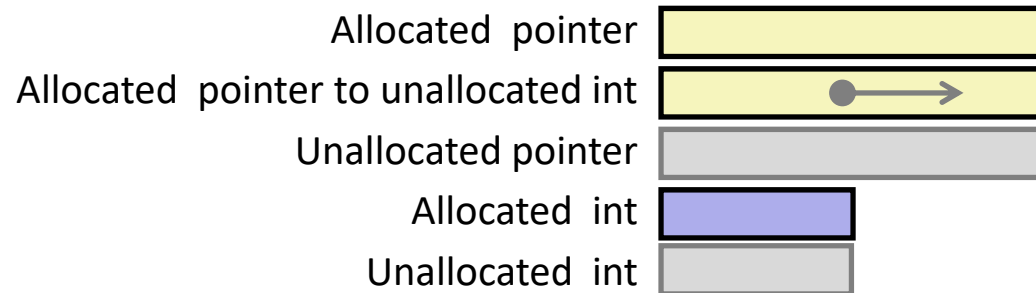 Allocated pointer
Allocated pointer to unallocated int
Unallocated pointer
Allocated int
Unallocated int